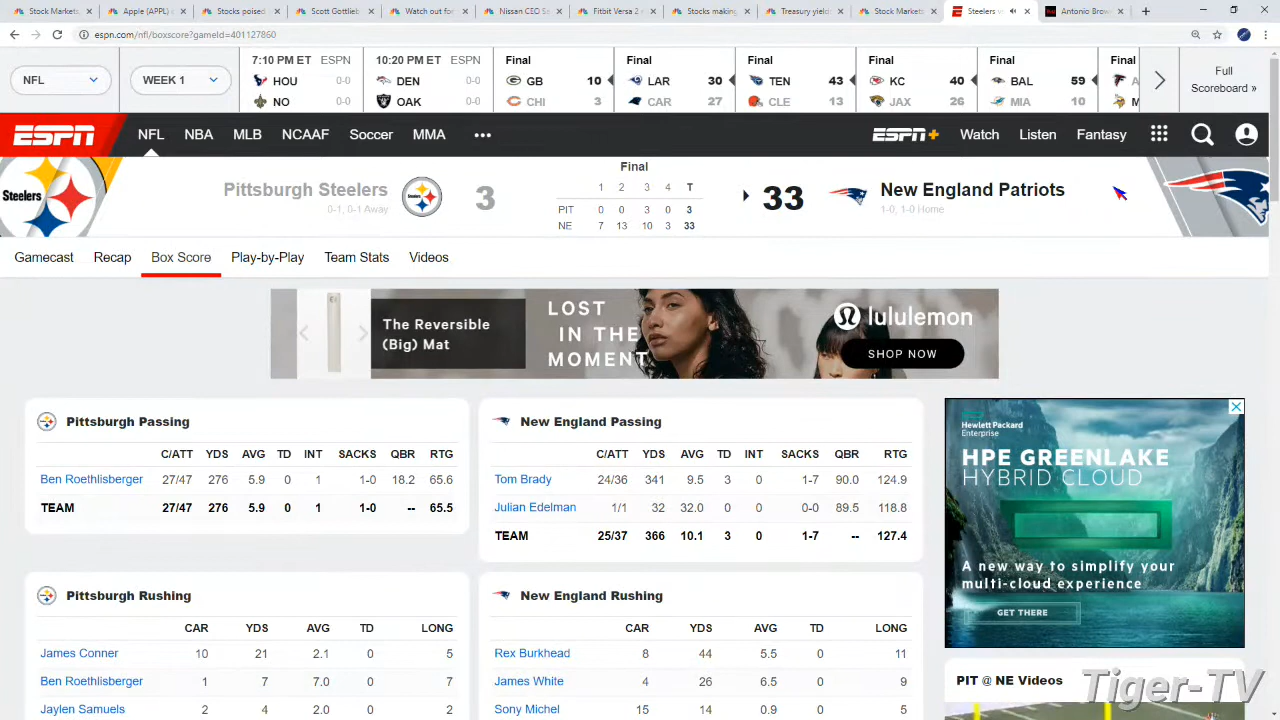 Stock Markets,
Apple (APPL)
Stocks poised
Scott Gottlieb
Watch out for
Nissan CEO Sa
Fitbit Versa 2
Stocks making
Treasury yield
Stock Markets
Steelers v
Antonio Brow
espn.com/nfl/boxscore?gameId=401127860
NFL
WEEK 1
7:10 PM ET ESPN
HOU 0-0
NO 0-0
10:20 PM ET ESPN
DEN 0-0
OAK 0-0
Final
GB 10
CHI 3
Final
LAR 30
CAR 27
Final
TEN 43
CLE 13
Final
KC 40
JAX 26
Final
BAL 59
MIA 10
Final
A
M
Full
Scoreboard »
ESPN
NFL NBA MLB NCAAF Soccer MMA •••
ESPN+ Watch Listen Fantasy
Steelers
Pittsburgh Steelers
0-1, 0-1 Away
3
Final
1 2 3 4 T
PIT 0 0 3 0 3
NE 7 13 10 3 33
33
New England Patriots
1-0, 1-0 Home
Gamecast Recap Box Score Play-by-Play Team Stats Videos
The Reversible
(Big) Mat
LOST
IN THE
MOMENT
lululemon
SHOP NOW
Pittsburgh Passing
C/ATT YDS AVG TD INT SACKS QBR RTG
Ben Roethlisberger 27/47 276 5.9 0 1 1-0 18.2 65.6
TEAM 27/47 276 5.9 0 1 1-0 -- 65.5
New England Passing
C/ATT YDS AVG TD INT SACKS QBR RTG
Tom Brady 24/36 341 9.5 3 0 1-7 90.0 124.9
Julian Edelman 1/1 32 32.0 0 0 0-0 89.5 118.8
TEAM 25/37 366 10.1 3 0 1-7 -- 127.4
Hewlett Packard
Enterprise
HPE GREENLAKE
HYBRID CLOUD
A new way to simplify your
multi-cloud experience
GET THERE
Pittsburgh Rushing
CAR YDS AVG TD LONG
James Conner 10 21 2.1 0 5
Ben Roethlisberger 1 7 7.0 0 7
Jaylen Samuels 2 4 2.0 0 2
New England Rushing
CAR YDS AVG TD LONG
Rex Burkhead 8 44 5.5 0 11
James White 4 26 6.5 0 9
Sony Michel 15 14 0.9 0 5
PIT @ NE Videos
Tiger-TV